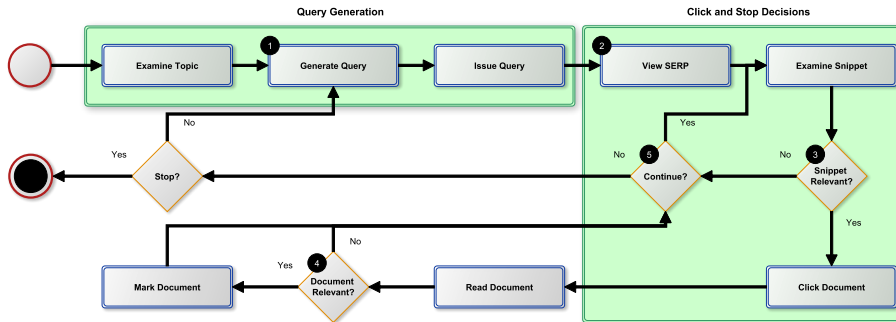 Query Generation
Click and Stop Decisions
1
2
Examine Topic
Generate Query
Issue Query
View SERP
Examine Snippet
No
Yes
Yes
No
5
No
3
Stop?
Continue?
Snippet
Relevant?
Yes
No
Yes
4
Mark Document
Document
Relevant?
Read Document
Click Document